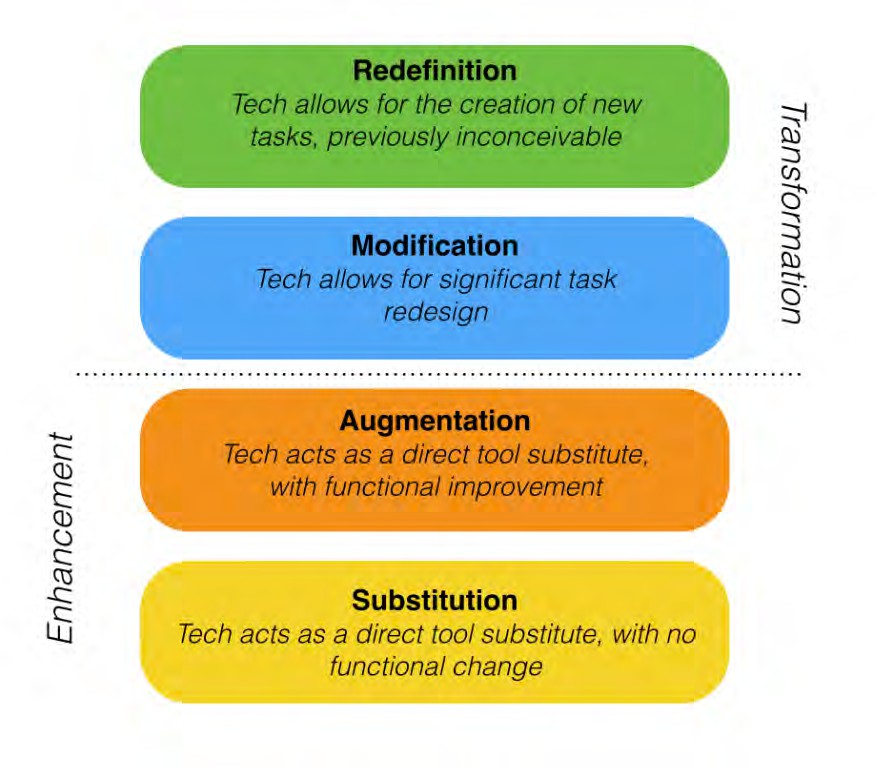 Redefinition
Tech allows for the creation of new
tasks, previously inconceivable
Transformation
Modification
Tech allows for significant task
redesign
Augmentation
Tech acts as a direct tool substitute,
with functional improvement
Enhancement
Substitution
Tech acts as a direct tool substitute, with no
functional change